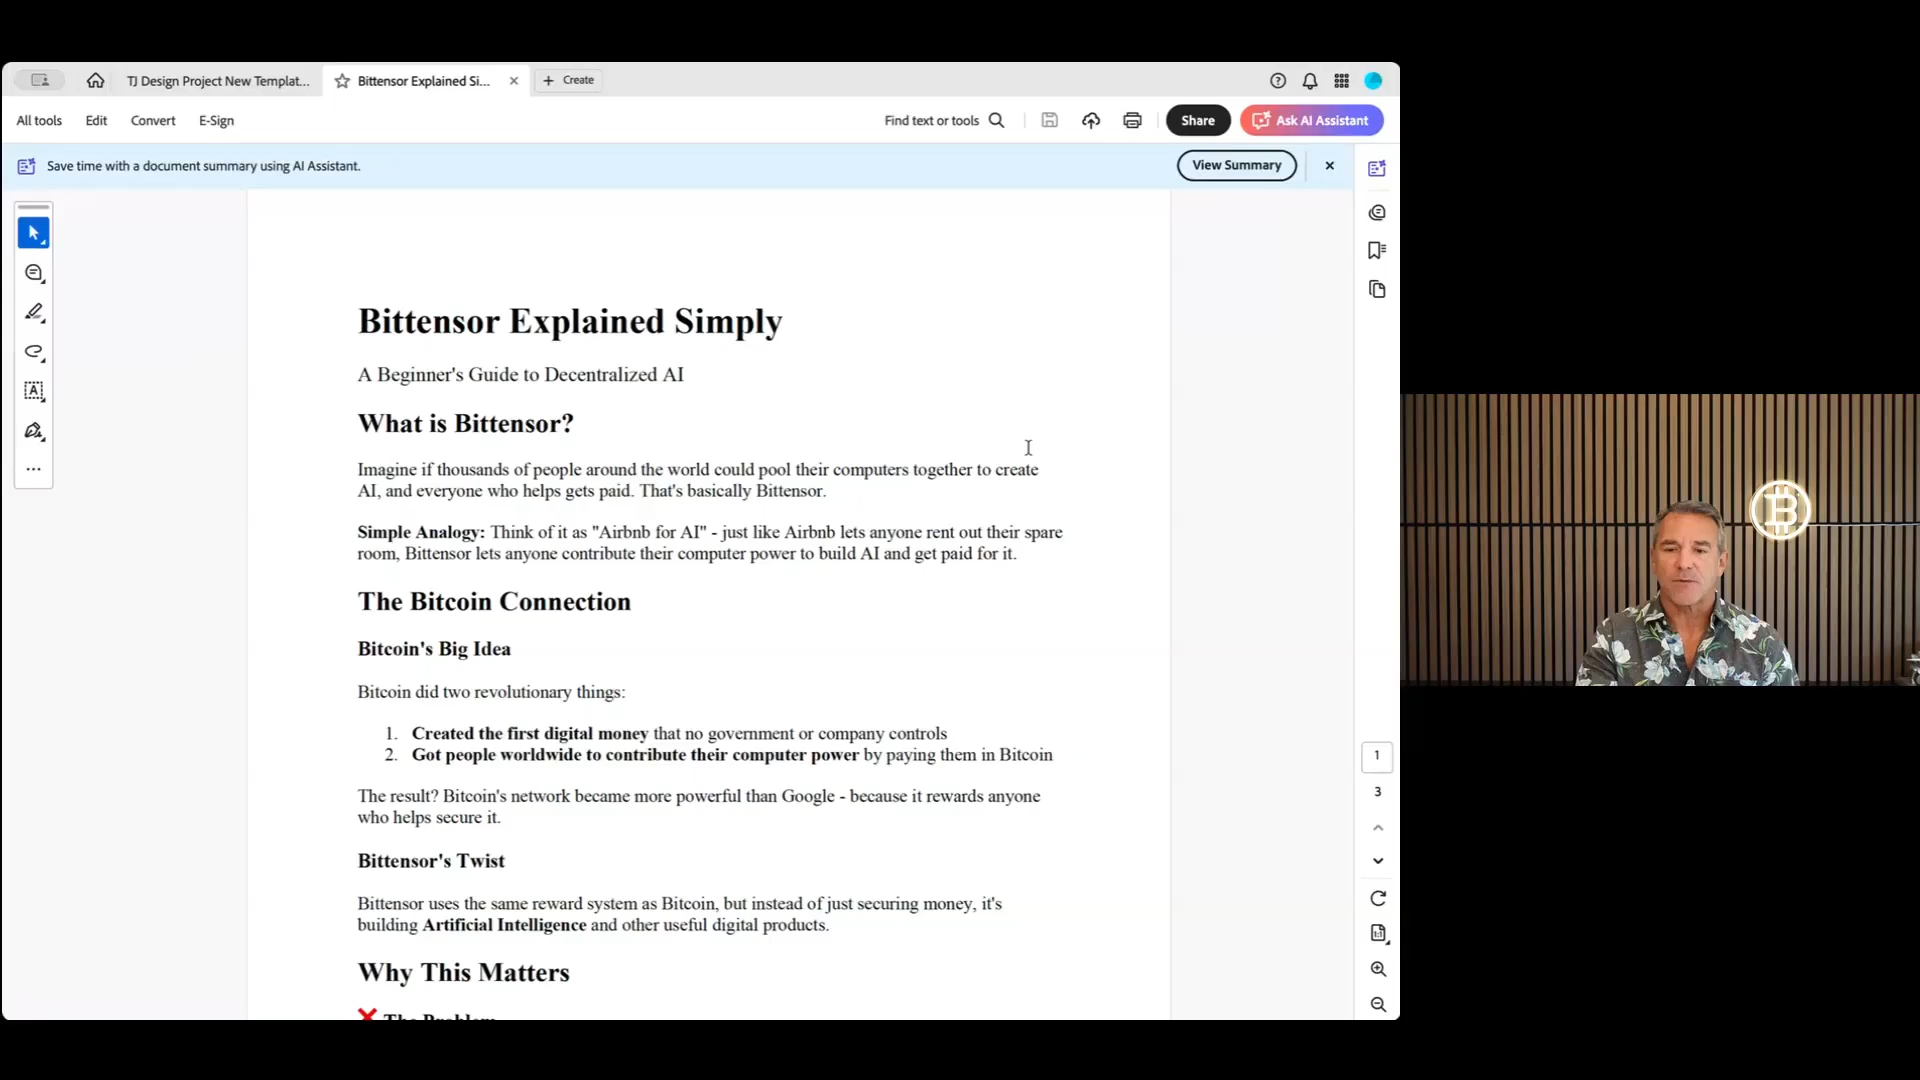 TJ Design Project New Templat...
Bittensor Explained Si...
Create
All tools
Edit
Convert
E-Sign
Find text or tools
Share
Ask AI Assistant
Save time with a document summary using AI Assistant.
View Summary
Bittensor Explained Simply
A Beginner's Guide to Decentralized AI
What is Bittensor?
Imagine if thousands of people around the world could pool their computers together to create
AI, and everyone who helps gets paid. That's basically Bittensor.
Simple Analogy: Think of it as "Airbnb for AI" - just like Airbnb lets anyone rent out their spare
room, Bittensor lets anyone contribute their computer power to build AI and get paid for it.
The Bitcoin Connection
Bitcoin's Big Idea
Bitcoin did two revolutionary things:
1. Created the first digital money that no government or company controls
2. Got people worldwide to contribute their computer power by paying them in Bitcoin
The result? Bitcoin's network became more powerful than Google - because it rewards anyone
who helps secure it.
Bittensor's Twist
Bittensor uses the same reward system as Bitcoin, but instead of just securing money, it's
building Artificial Intelligence and other useful digital products.
Why This Matters
❌ The Problem
1
3